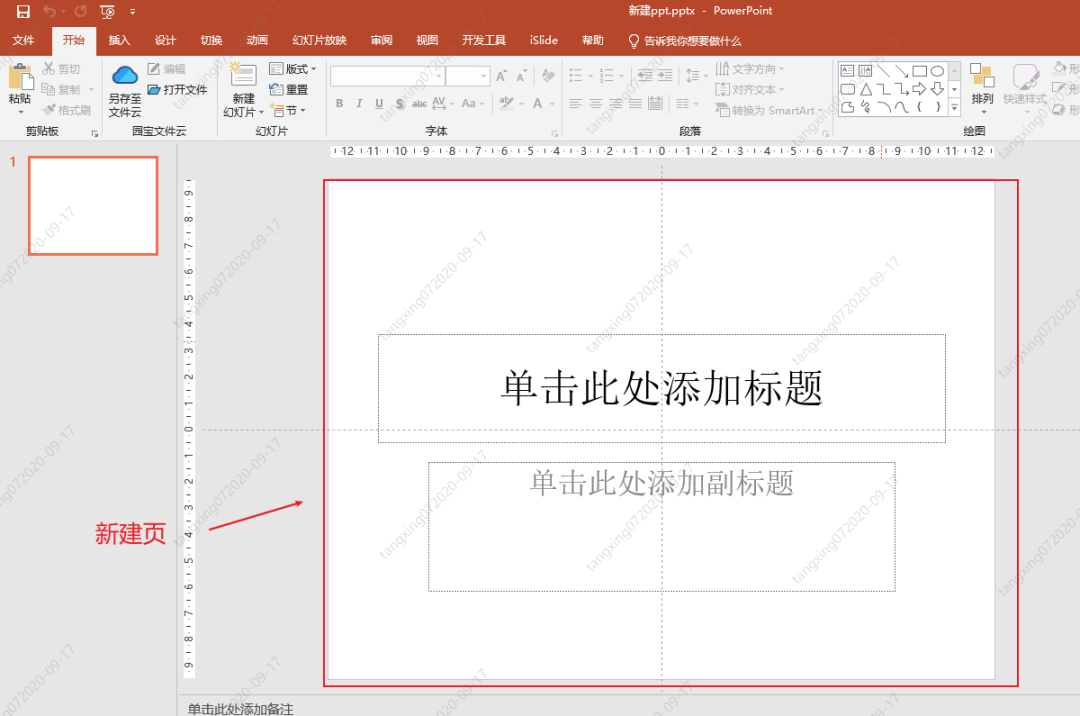 新建ppt.pptx - PowerPoint
文件 开始 插入 设计 切换 动画 幻灯片放映 审阅 视图 开发工具 iSlide 帮助 告诉我你想要做什么
粘贴 剪切 复制 格式刷
剪贴板
另存至文件云 编辑 打开文件
网宝文件云
新建幻灯片 版式 重置 节
幻灯片
B I U S abc AV Aa A
字体
文字方向 对齐文本 转换为 SmartArt
段落
排列 快速样式 形 形 形
绘图
1
12 11 10 9 8 7 6 5 4 3 2 1 0 1 2 3 4 5 6 7 8 9 10 11 12
9 8 7 6 5 4 3 2 1 0 1 2 3 4 5 6 7 8 9
单击此处添加标题
单击此处添加副标题
新建页
单击此处添加备注
tangxing072020-09-17